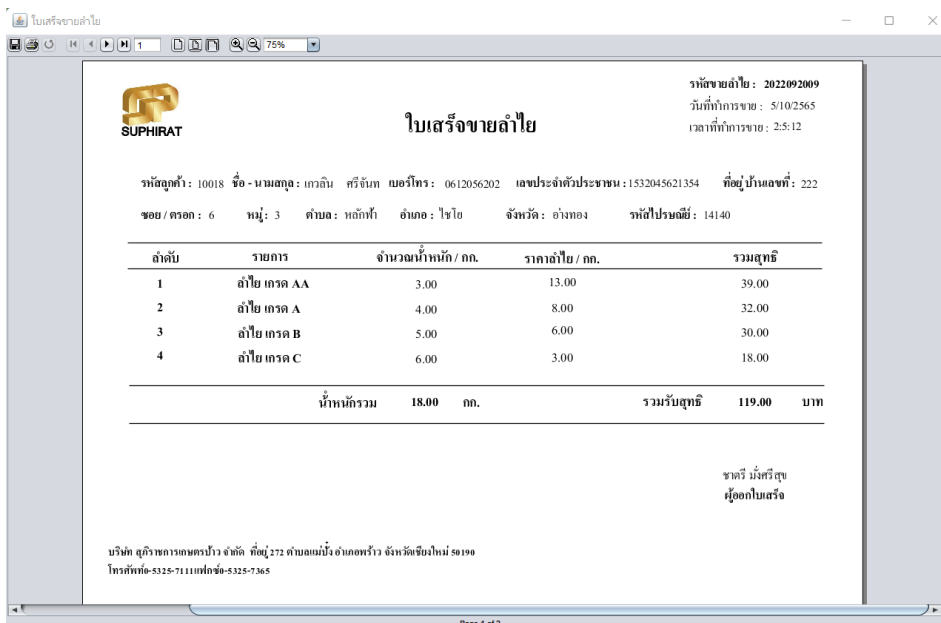 ใบเสร็จขายลำไย
1 75%
SUPHIRAT
ใบเสร็จขายลำไย
รหัสขายลำไย : 2022092009
วันที่ทำการขาย : 5/10/2565
เวลาที่ทำการขาย : 2:5:12
รหัสลูกค้า : 10018 ชื่อ - นามสกุล : เกวลิน ศรีจันท เบอร์โทร : 0612056202 เลขประจำตัวประชาชน : 1532045621354 ที่อยู่ บ้านเลขที่ : 222
ซอย / ตรอก : 6 หมู่ : 3 ตำบล : หลักฟ้า อำเภอ : ไชโย จังหวัด : อ่างทอง รหัสไปรษณีย์ : 14140
ลำดับ รายการ จำนวณน้ำหนัก / กก. ราคาลำไย / กก. รวมสุทธิ
1 ลำไย เกรด AA 3.00 13.00 39.00
2 ลำไย เกรด A 4.00 8.00 32.00
3 ลำไย เกรด B 5.00 6.00 30.00
4 ลำไย เกรด C 6.00 3.00 18.00
น้ำหนักรวม 18.00 กก. รวมรับสุทธิ 119.00 บาท
ชาตรี มั่งศรีสุข
ผู้ออกใบเสร็จ
บริษัท สุภิราชการเกษตรป้าว จำกัด ที่อยู่ 272 ตำบลแม่ปั๋ง อำเภอพร้าว จังหวัดเชียงใหม่ 50190
โทรศัพท์0-5325-7111แฟกซ์0-5325-7365